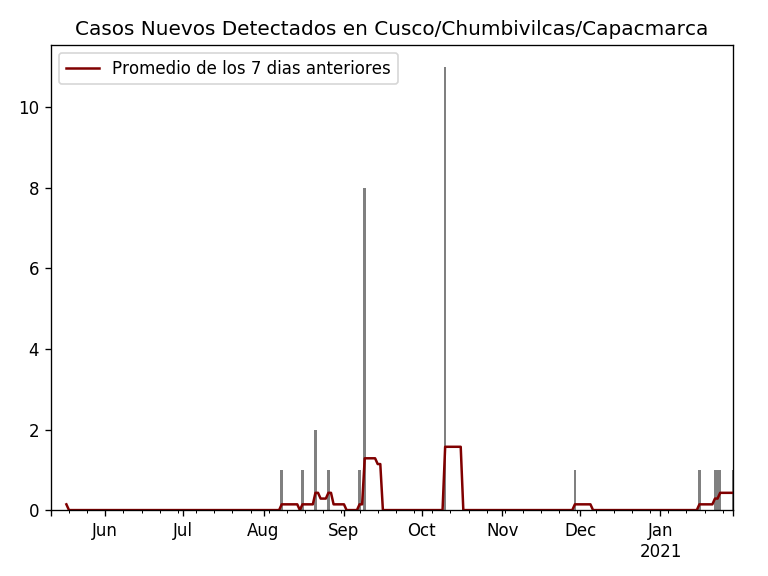 Casos Nuevos Detectados en Cusco/Chumbivilcas/Capacmarca
Promedio de los 7 dias anteriores
10
8
6
4
2
0
Jun Jul Aug Sep Oct Nov Dec Jan
2021